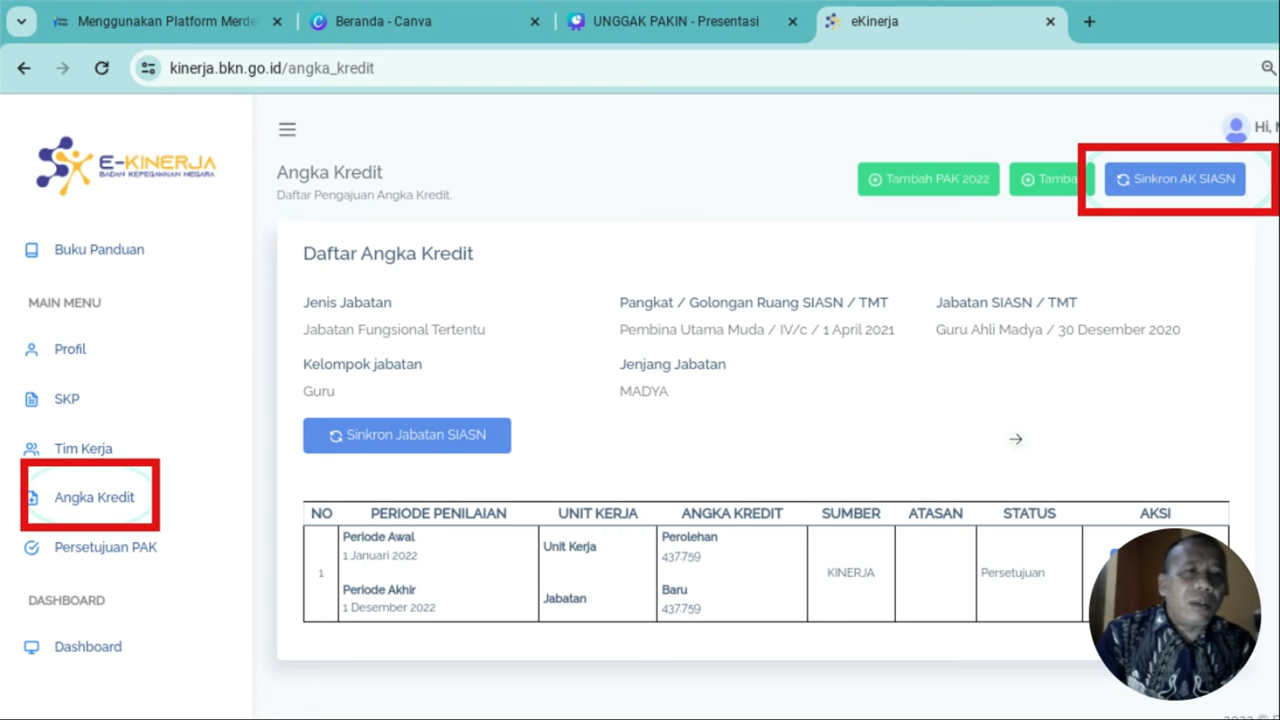 Menggunakan Platform Merde
Beranda - Canva
UNGGAK PAKIN - Presentasi
eKinerja
kinerja.bkn.go.id/angka_kredit
Hi,
E-KINERJA
BADAN KEPEGAWAIAN NEGARA
Angka Kredit
Daftar Pengajuan Angka Kredit.
Tambah PAK 2022
Tamba
Sinkron AK SIASN
Buku Panduan
MAIN MENU
Profil
SKP
Tim Kerja
Angka Kredit
Persetujuan PAK
DASHBOARD
Dashboard
Daftar Angka Kredit
Jenis Jabatan
Pangkat / Golongan Ruang SIASN / TMT
Jabatan SIASN / TMT
Jabatan Fungsional Tertentu
Pembina Utama Muda / IV/c / 1 April 2021
Guru Ahli Madya / 30 Desember 2020
Kelompok jabatan
Jenjang Jabatan
Guru
MADYA
Sinkron Jabatan SIASN
NO PERIODE PENILAIAN UNIT KERJA ANGKA KREDIT SUMBER ATASAN STATUS AKSI
1
Periode Awal
1 Januari 2022
Periode Akhir
1 Desember 2022
Unit Kerja
Jabatan
Perolehan
437.759
Baru
437.759
KINERJA
Persetujuan